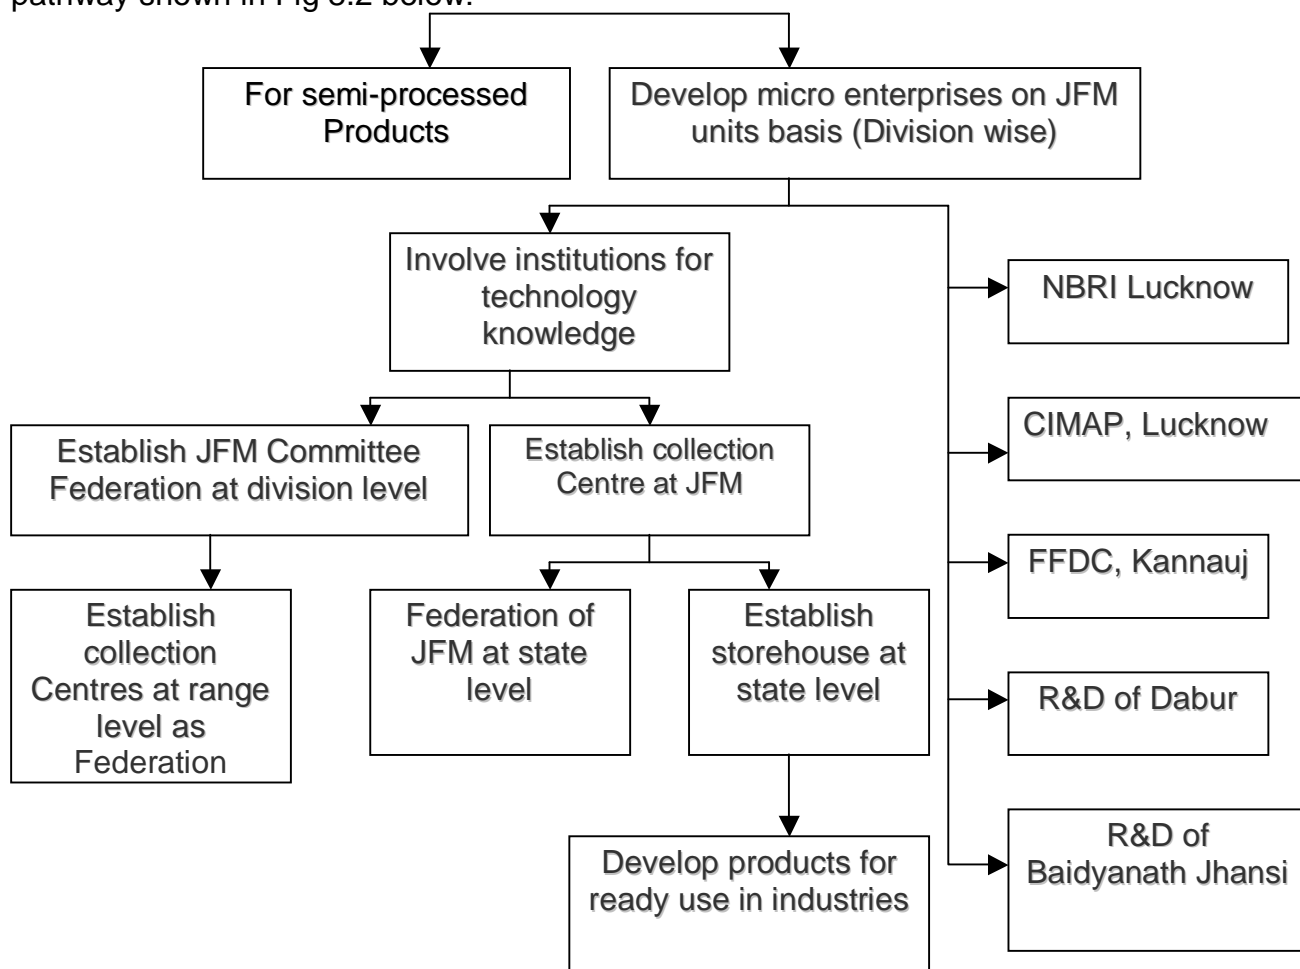 pathway shown in Fig 3.2 below.
For semi-processed
Products
Develop micro enterprises on JFM
units basis (Division wise)
Involve institutions for
technology
knowledge
NBRI Lucknow
CIMAP, Lucknow
Establish JFM Committee
Federation at division level
Establish collection
Centre at JFM
FFDC, Kannauj
Establish
collection
Centres at range
level as
Federation
Federation of
JFM at state
level
Establish
storehouse at
state level
R&D of Dabur
R&D of
Baidyanath Jhansi
Develop products for
ready use in industries